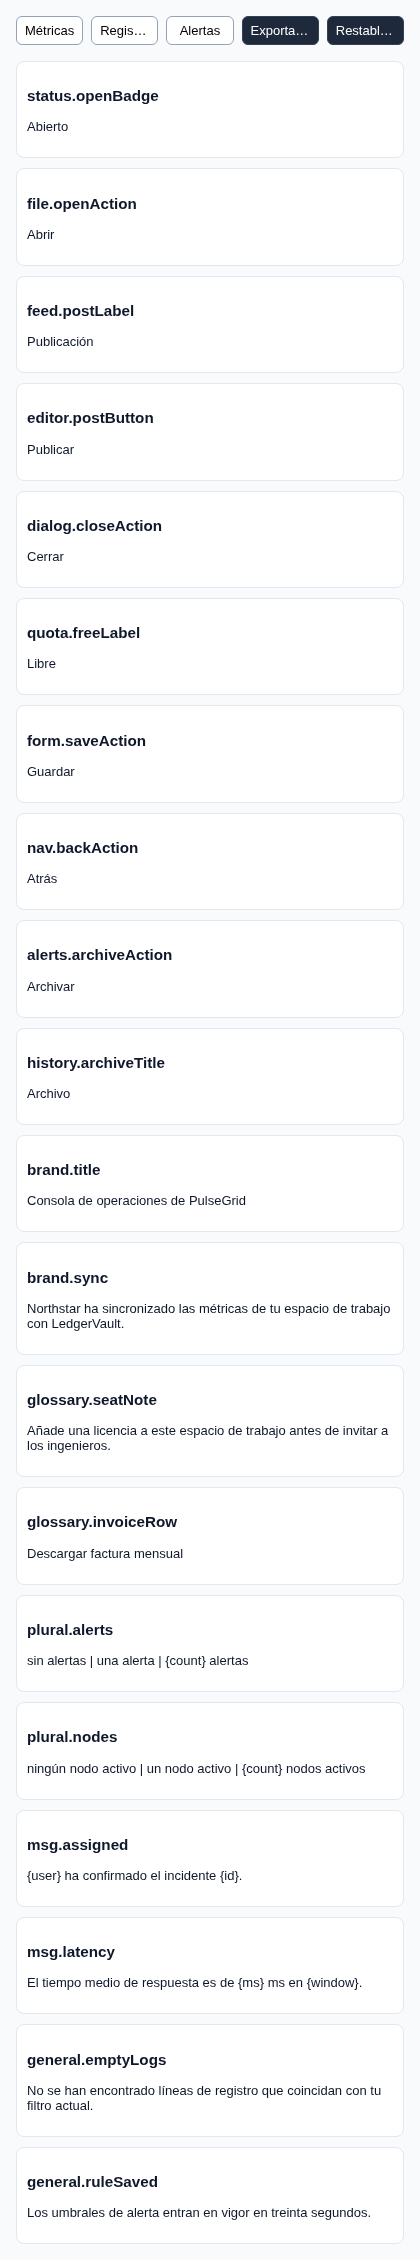 Métricas
Regis…
Alertas
Exporta…
Restabl…
status.openBadge
Abierto
file.openAction
Abrir
feed.postLabel
Publicación
editor.postButton
Publicar
dialog.closeAction
Cerrar
quota.freeLabel
Libre
form.saveAction
Guardar
nav.backAction
Atrás
alerts.archiveAction
Archivar
history.archiveTitle
Archivo
brand.title
Consola de operaciones de PulseGrid
brand.sync
Northstar ha sincronizado las métricas de tu espacio de trabajo
con LedgerVault.
glossary.seatNote
Añade una licencia a este espacio de trabajo antes de invitar a
los ingenieros.
glossary.invoiceRow
Descargar factura mensual
plural.alerts
sin alertas | una alerta | {count} alertas
plural.nodes
ningún nodo activo | un nodo activo | {count} nodos activos
msg.assigned
{user} ha confirmado el incidente {id}.
msg.latency
El tiempo medio de respuesta es de {ms} ms en {window}.
general.emptyLogs
No se han encontrado líneas de registro que coincidan con tu
filtro actual.
general.ruleSaved
Los umbrales de alerta entran en vigor en treinta segundos.